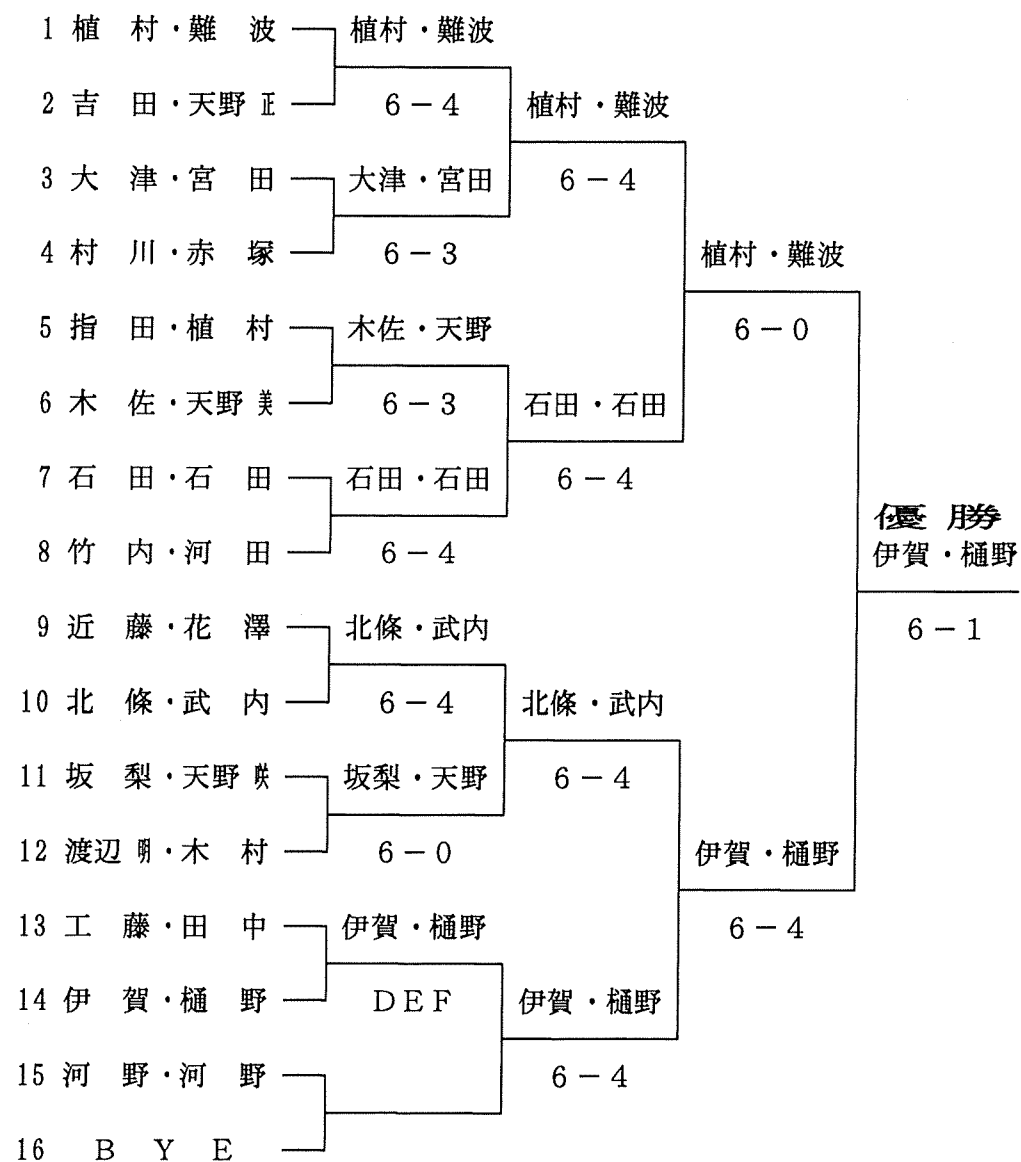 1 植 村・難 波 植村・難波
2 吉 田・天野 正 6－4 植村・難波
3 大 津・宮 田 大津・宮田 6－4
4 村 川・赤 塚 6－3 植村・難波
5 指 田・植 村 木佐・天野 6－0
6 木 佐・天野 美 6－3 石田・石田
7 石 田・石 田 石田・石田 6－4
優 勝
8 竹 内・河 田 6－4 伊賀・樋野
9 近 藤・花 澤 北條・武内 6－1
10 北 條・武 内 6－4 北條・武内
11 坂 梨・天野 咲 坂梨・天野 6－4
12 渡辺 明・木 村 6－0 伊賀・樋野
13 工 藤・田 中 伊賀・樋野 6－4
14 伊 賀・樋 野 DEF 伊賀・樋野
15 河 野・河 野 6－4
16 B Y E